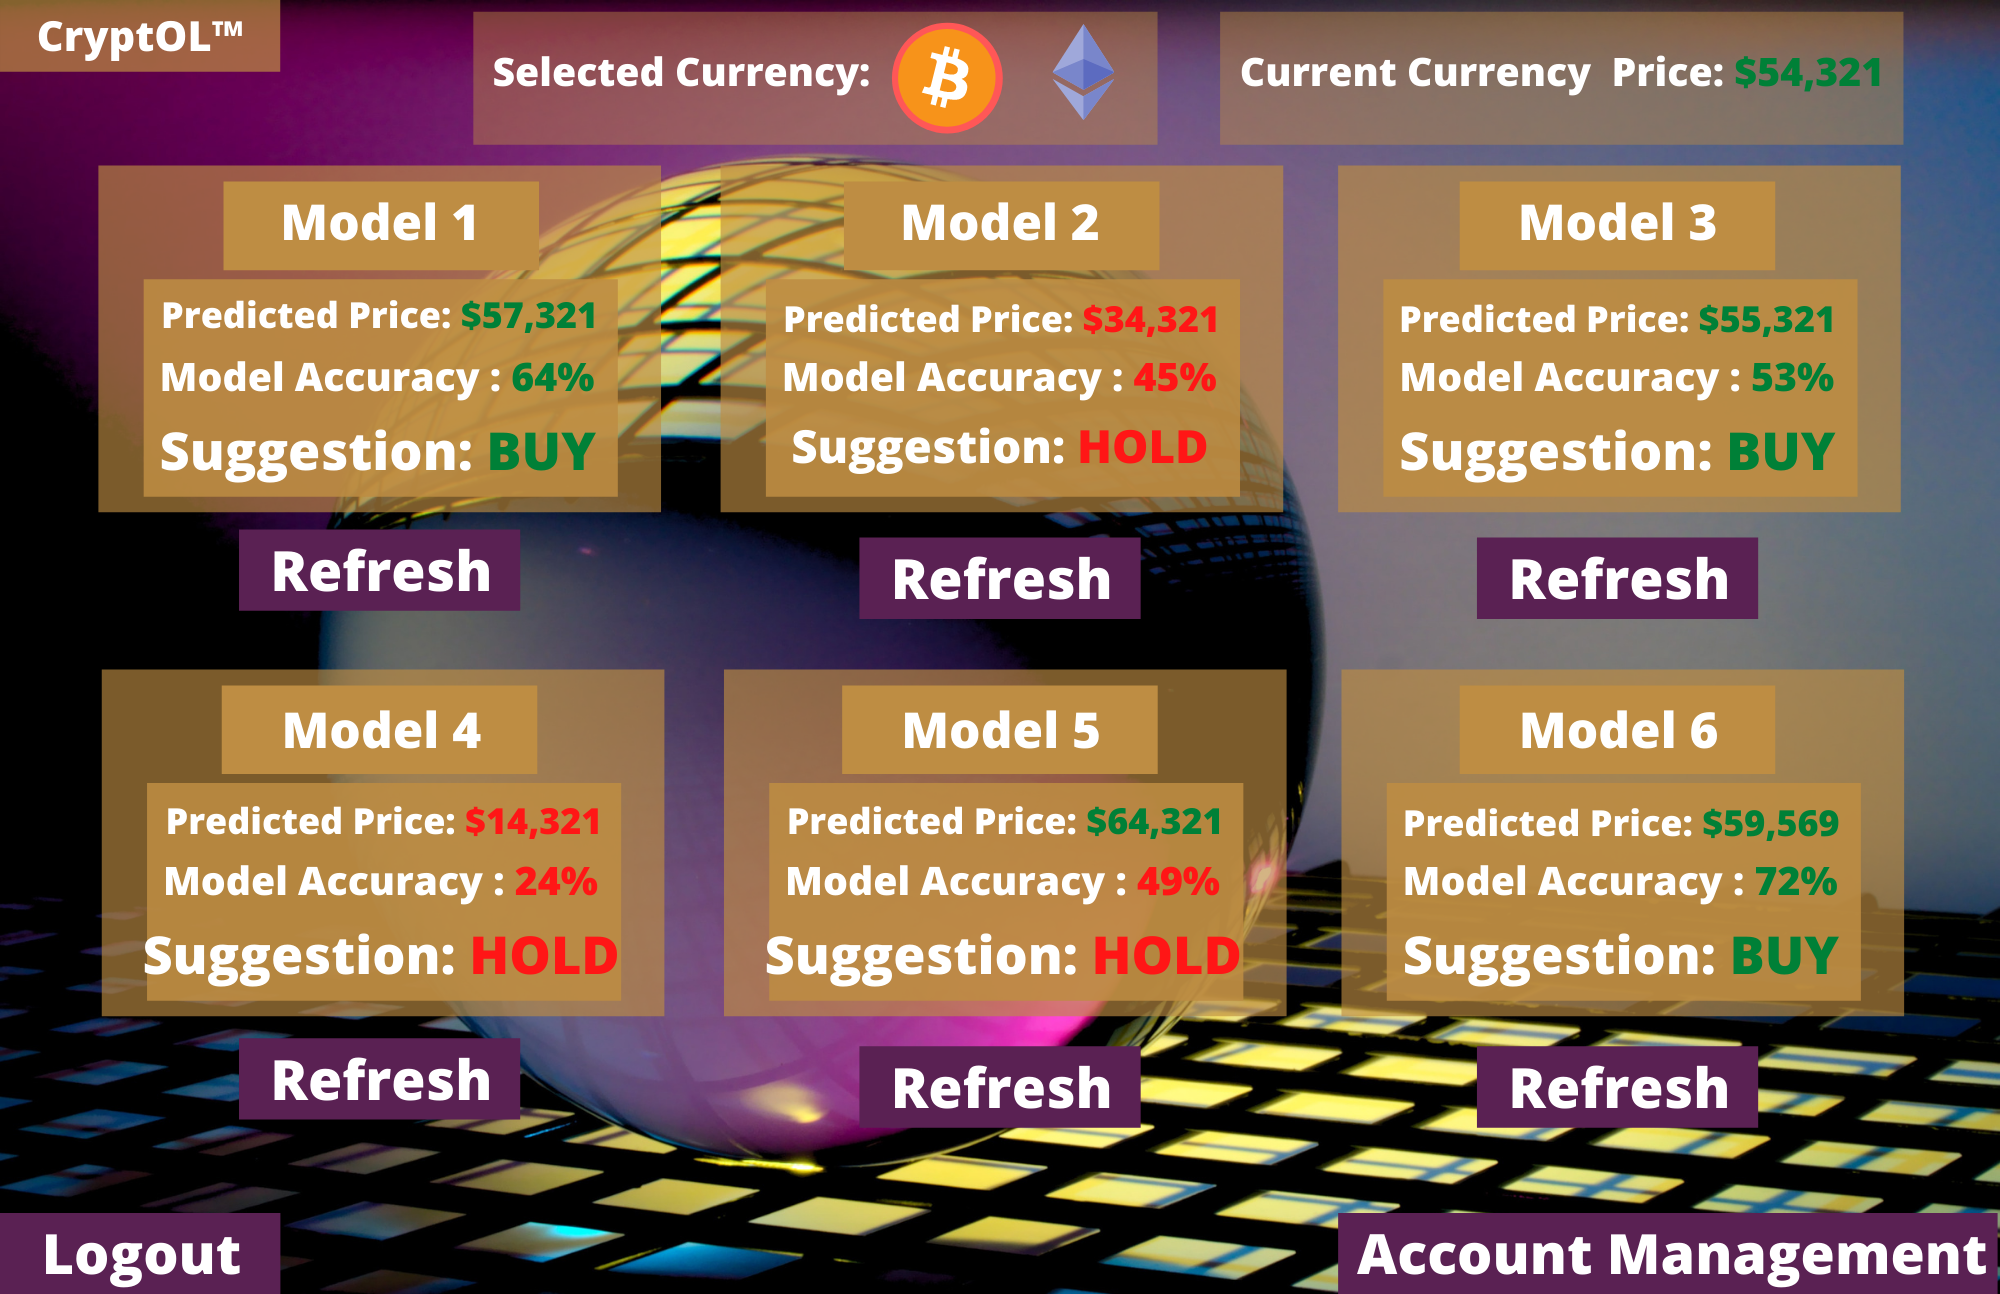 CryptOL™
Selected Currency:
Current Currency Price: $54,321
Model 1
Predicted Price: $57,321
Model Accuracy : 64%
Suggestion: BUY
Refresh
Model 2
Predicted Price: $34,321
Model Accuracy : 45%
Suggestion: HOLD
Refresh
Model 3
Predicted Price: $55,321
Model Accuracy : 53%
Suggestion: BUY
Refresh
Model 4
Predicted Price: $14,321
Model Accuracy : 24%
Suggestion: HOLD
Refresh
Model 5
Predicted Price: $64,321
Model Accuracy : 49%
Suggestion: HOLD
Refresh
Model 6
Predicted Price: $59,569
Model Accuracy : 72%
Suggestion: BUY
Refresh
Logout
Account Management